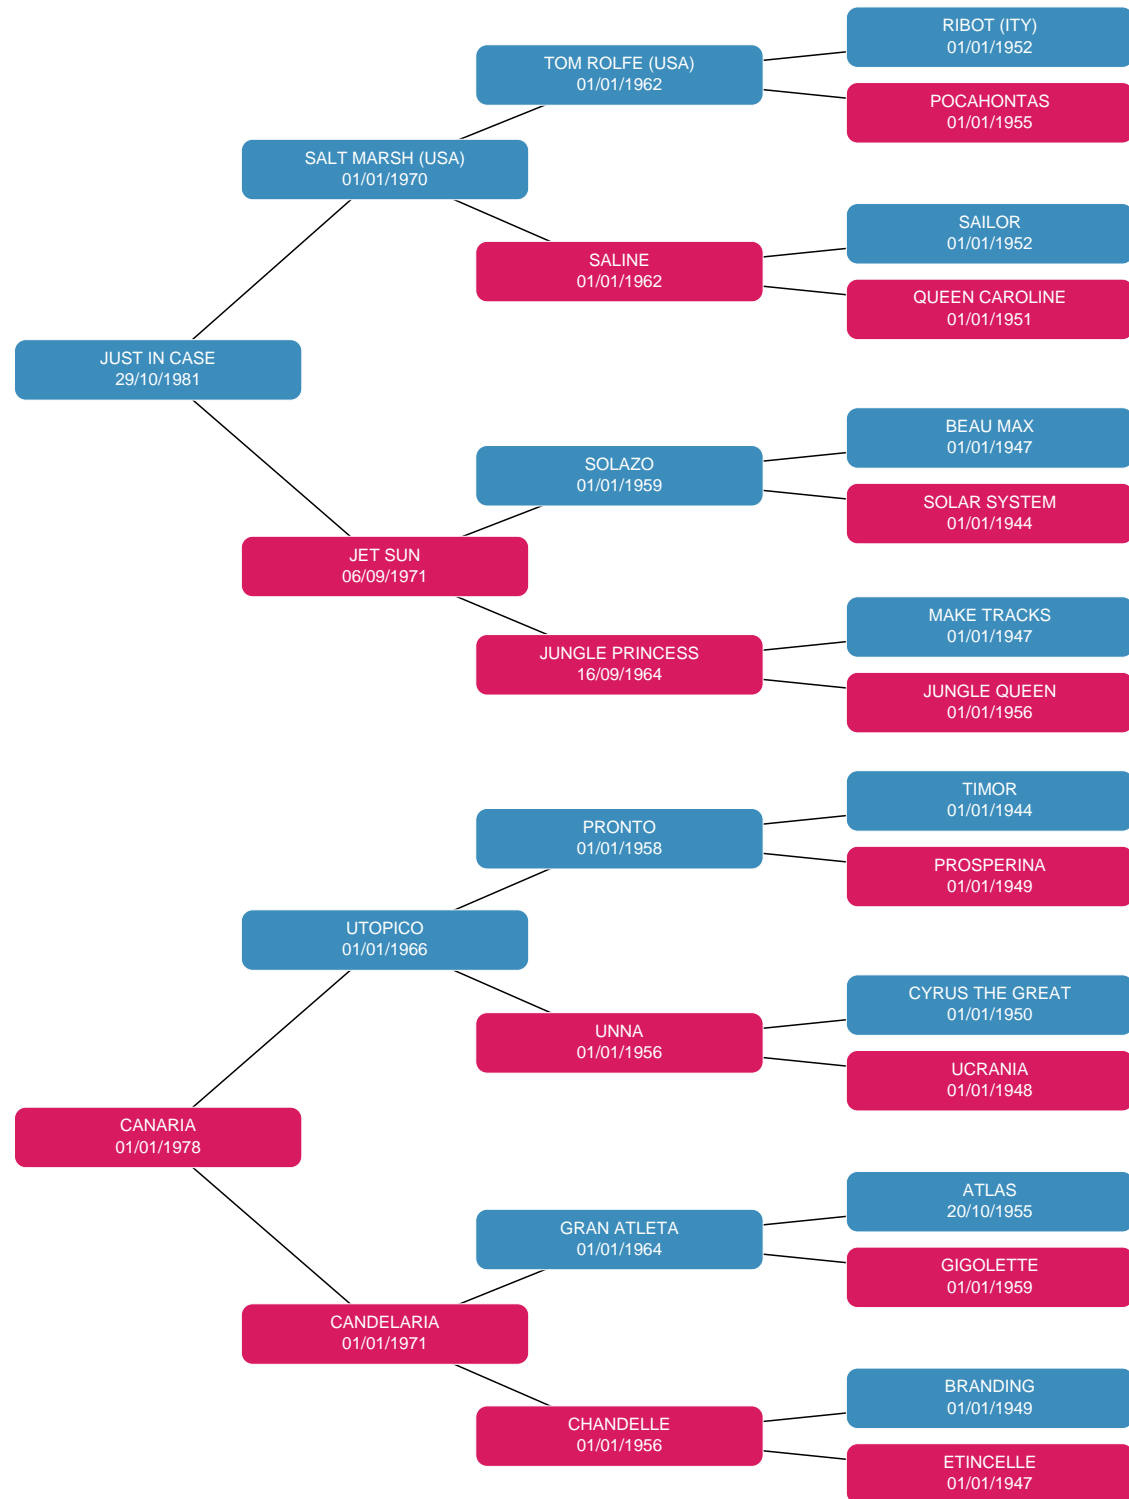 RIBOT (ITY)
01/01/1952
TOM ROLFE (USA)
01/01/1962
POCAHONTAS
01/01/1955
SALT MARSH (USA)
01/01/1970
SAILOR
01/01/1952
SALINE
01/01/1962
QUEEN CAROLINE
01/01/1951
JUST IN CASE
29/10/1981
BEAU MAX
01/01/1947
SOLAZO
01/01/1959
SOLAR SYSTEM
01/01/1944
JET SUN
06/09/1971
MAKE TRACKS
01/01/1947
JUNGLE PRINCESS
16/09/1964
JUNGLE QUEEN
01/01/1956
TIMOR
01/01/1944
PRONTO
01/01/1958
PROSPERINA
01/01/1949
UTOPICO
01/01/1966
CYRUS THE GREAT
01/01/1950
UNNA
01/01/1956
UCRANIA
01/01/1948
CANARIA
01/01/1978
ATLAS
20/10/1955
GRAN ATLETA
01/01/1964
GIGOLETTE
01/01/1959
CANDELARIA
01/01/1971
BRANDING
01/01/1949
CHANDELLE
01/01/1956
ETINCELLE
01/01/1947